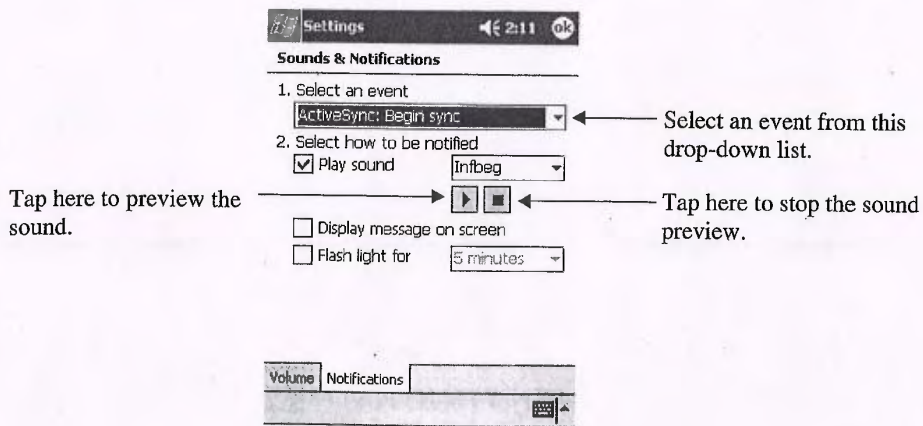 Settings 2:11 ok
Sounds & Notifications
1. Select an event
ActiveSync: Begin sync
Select an event from this
drop-down list.
2. Select how to be notified
Play sound Infbeg
Tap here to preview the
sound.
Tap here to stop the sound
preview.
Display message on screen
Flash light for 5 minutes
Volume Notifications